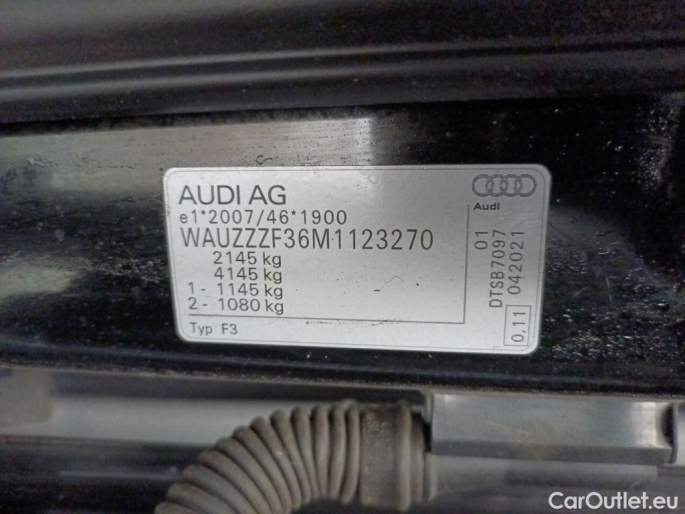 AUDI AG
e1*2007/46*1900
WAUZZZF36M1123270
2145 kg
4145 kg
1 - 1145 kg
2 - 1080 kg
Typ F3
Audi
01
DTSB7097
042021
0,11
CarOutlet.eu